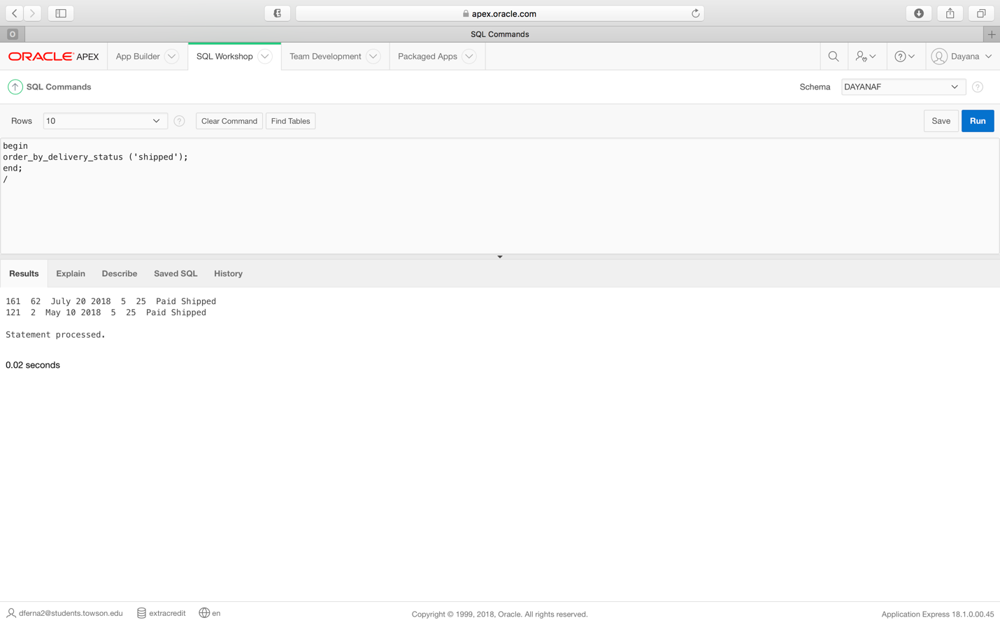 apex.oracle.com
O
SQL Commands
ORACLE APEX
App Builder
SQL Workshop
Team Development
Packaged Apps
?
Dayana
SQL Commands
Schema
DAYANAF
?
Rows
10
?
Clear Command
Find Tables
Save
Run
begin
order_by_delivery_status ('shipped');
end;
/
Results
Explain
Describe
Saved SQL
History
161  62  July 20 2018  5  25  Paid Shipped
121  2  May 10 2018  5  25  Paid Shipped
Statement processed.
0.02 seconds
dferna2@students.towson.edu
extracredit
en
Copyright © 1999, 2018, Oracle. All rights reserved.
Application Express 18.1.0.00.45